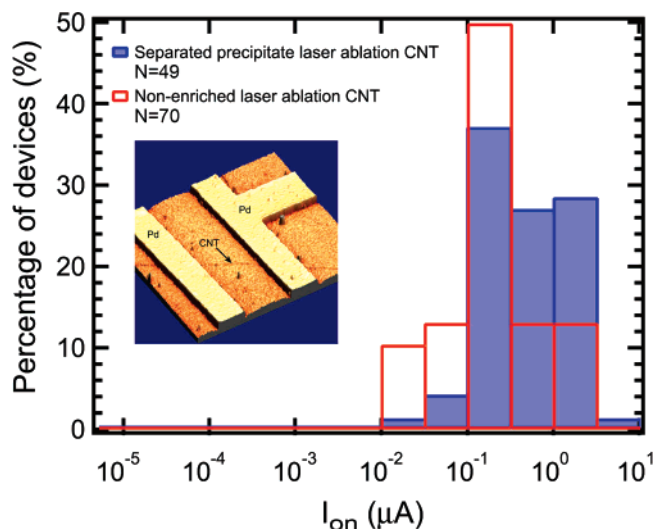 50
40
30
20
10
0
Percentage of devices (%)
Separated precipitate laser ablation CNT
N=49
Non-enriched laser ablation CNT
N=70
Pd
Pd
CNT
10⁻⁵ 10⁻⁴ 10⁻³ 10⁻² 10⁻¹ 10⁰ 10¹
Iₒₙ (µA)